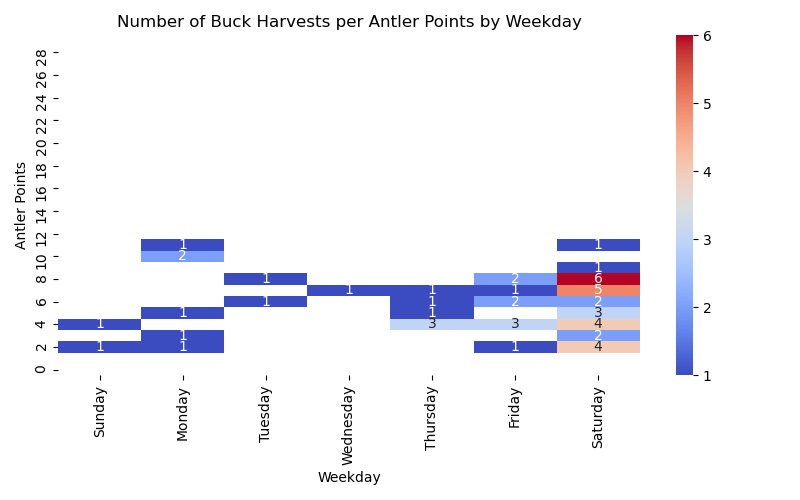 Number of Buck Harvests per Antler Points by Weekday
6
28
26
5
24
22
20
4
18
16
Antler Points
14
3
12
1 1
10
2
1
8
1 2 6
2
1 1 1 5
6
1 1 2 2
1 1 3
4
1 3 3 4
1 2
2
1 1 1 4
1
0
Sunday
Monday
Tuesday
Wednesday
Thursday
Friday
Saturday
Weekday